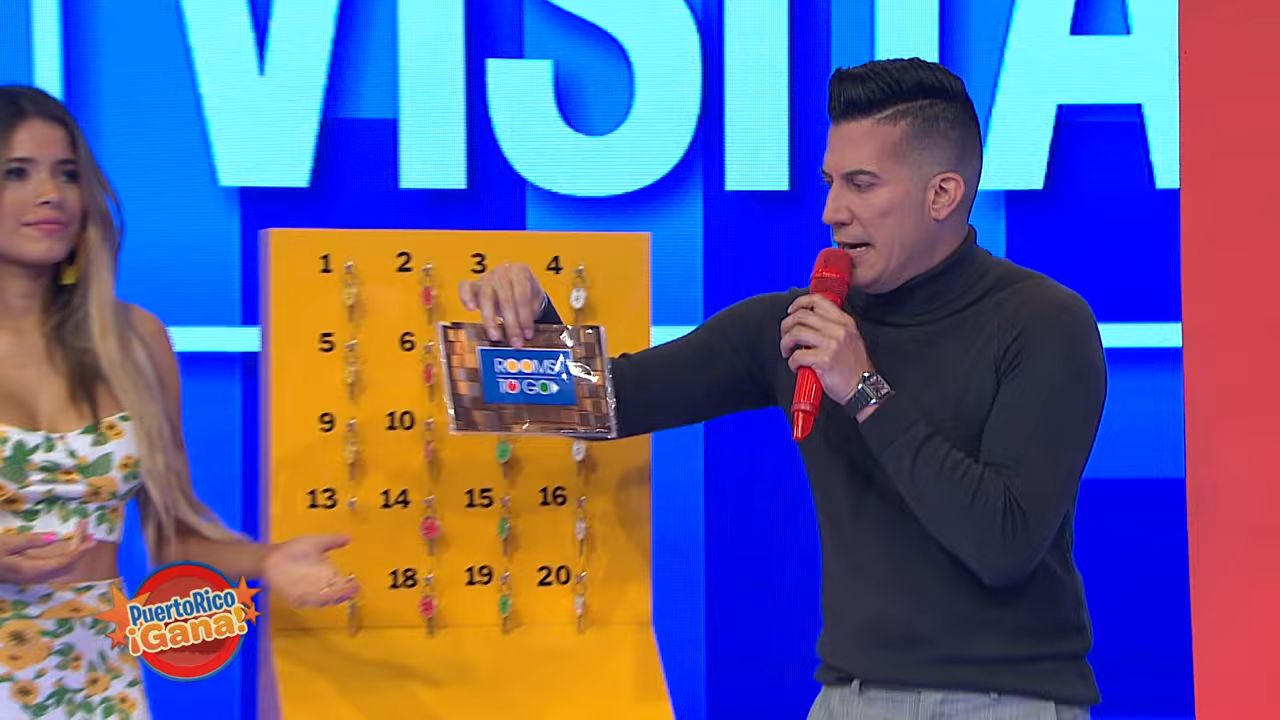 VISITA
1 2 3 4
5 6
ROOMS
TO GO
9 10
13 14 15 16
18 19 20
PuertoRico
¡Gana!